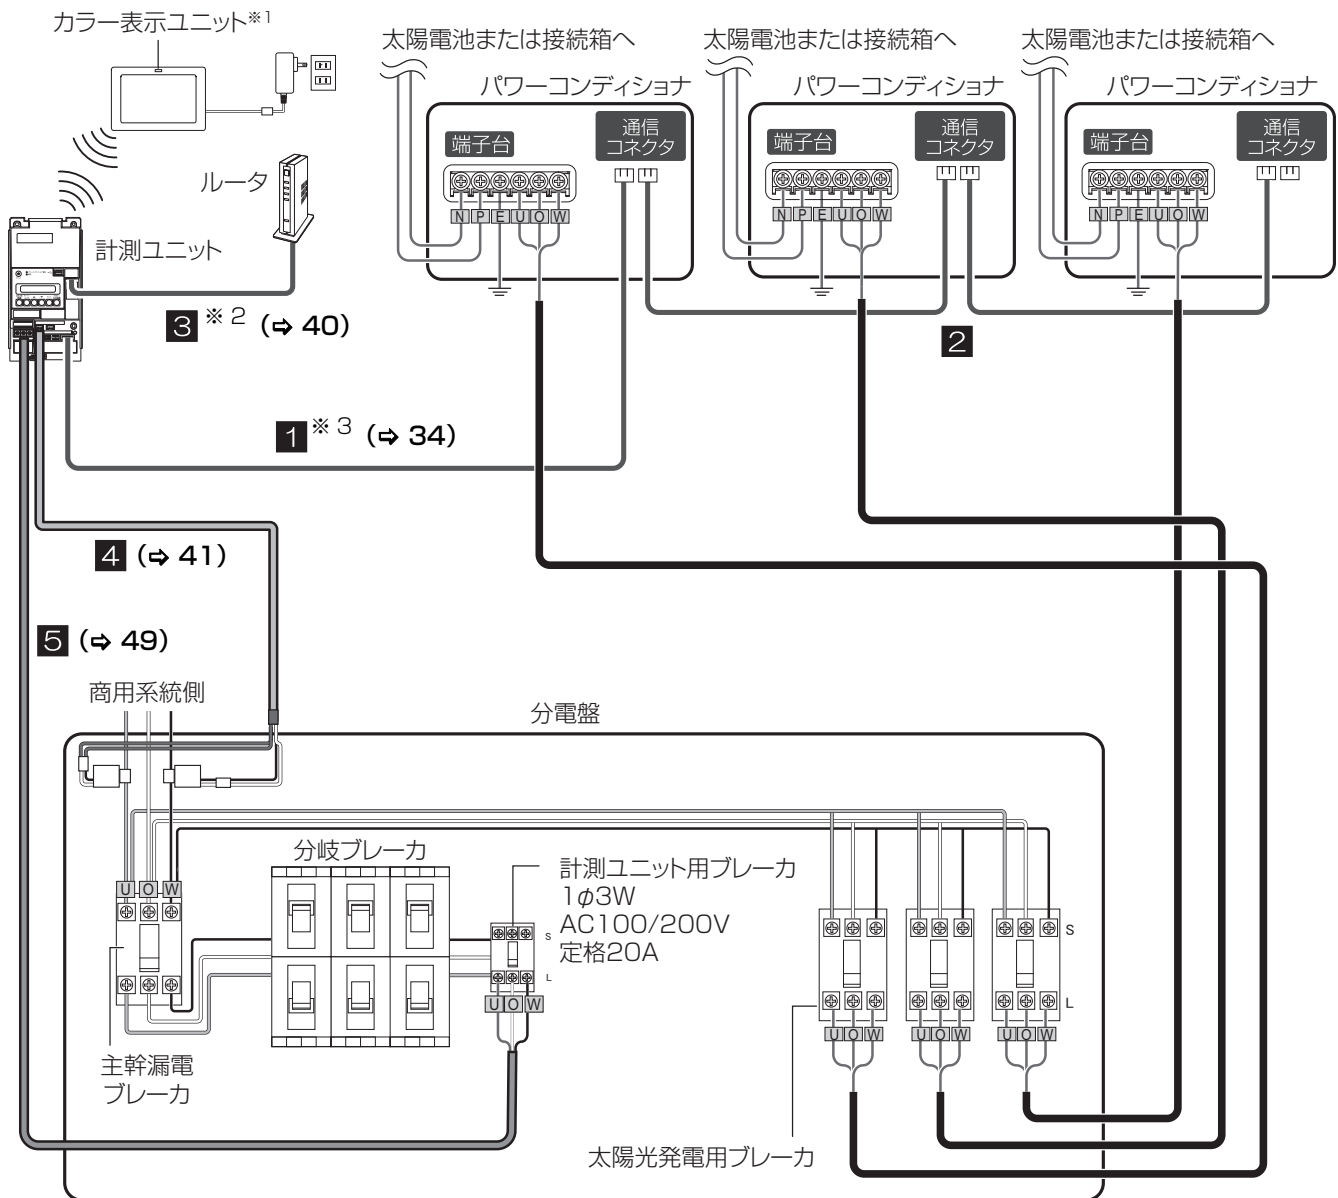 カラー表示ユニット※1
太陽電池または接続箱へ
太陽電池または接続箱へ
太陽電池または接続箱へ
パワーコンディショナ
パワーコンディショナ
パワーコンディショナ
端子台
通信
コネクタ
端子台
通信
コネクタ
端子台
通信
コネクタ
N P E U O W
N P E U O W
N P E U O W
ルータ
計測ユニット
3 ※2 (⇨ 40)
2
1 ※3 (⇨ 34)
4 (⇨ 41)
5 (⇨ 49)
商用系統側
分電盤
分岐ブレーカ
計測ユニット用ブレーカ
1φ3W
AC100/200V
定格20A
U O W
S
L
U O W
S
L
U O W
U O W
U O W
主幹漏電
ブレーカ
太陽光発電用ブレーカ